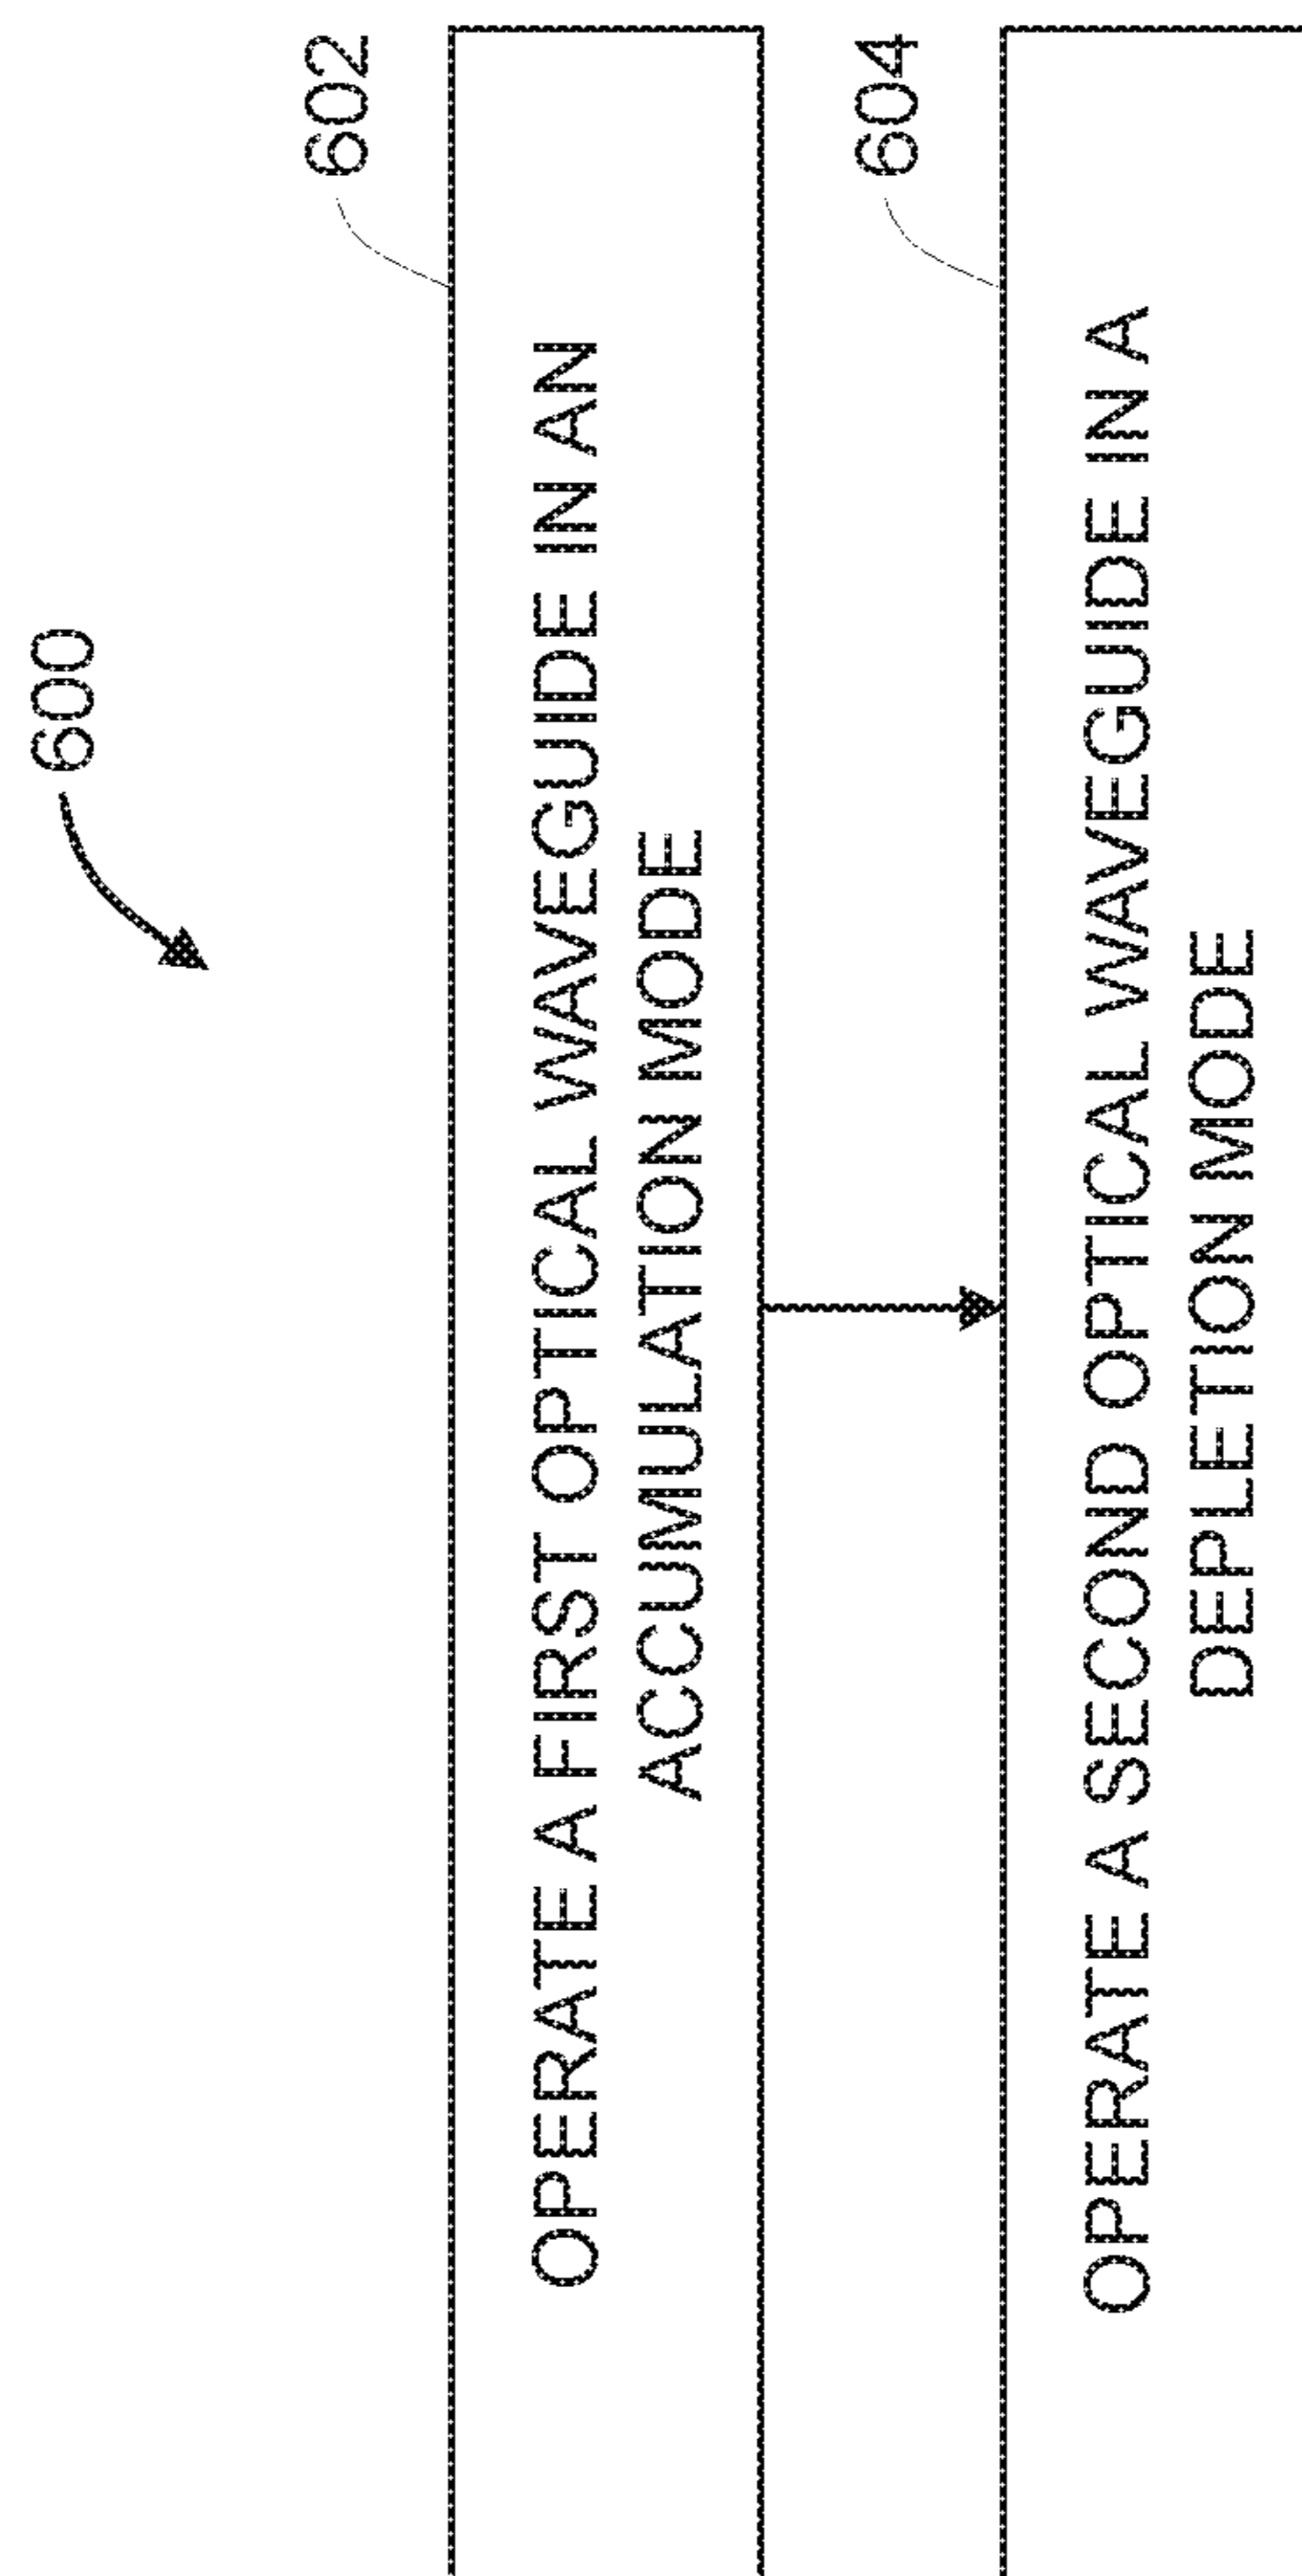 600
602
OPERATE A FIRST OPTICAL WAVEGUIDE IN AN
ACCUMULATION MODE
604
OPERATE A SECOND OPTICAL WAVEGUIDE IN A
DEPLETION MODE